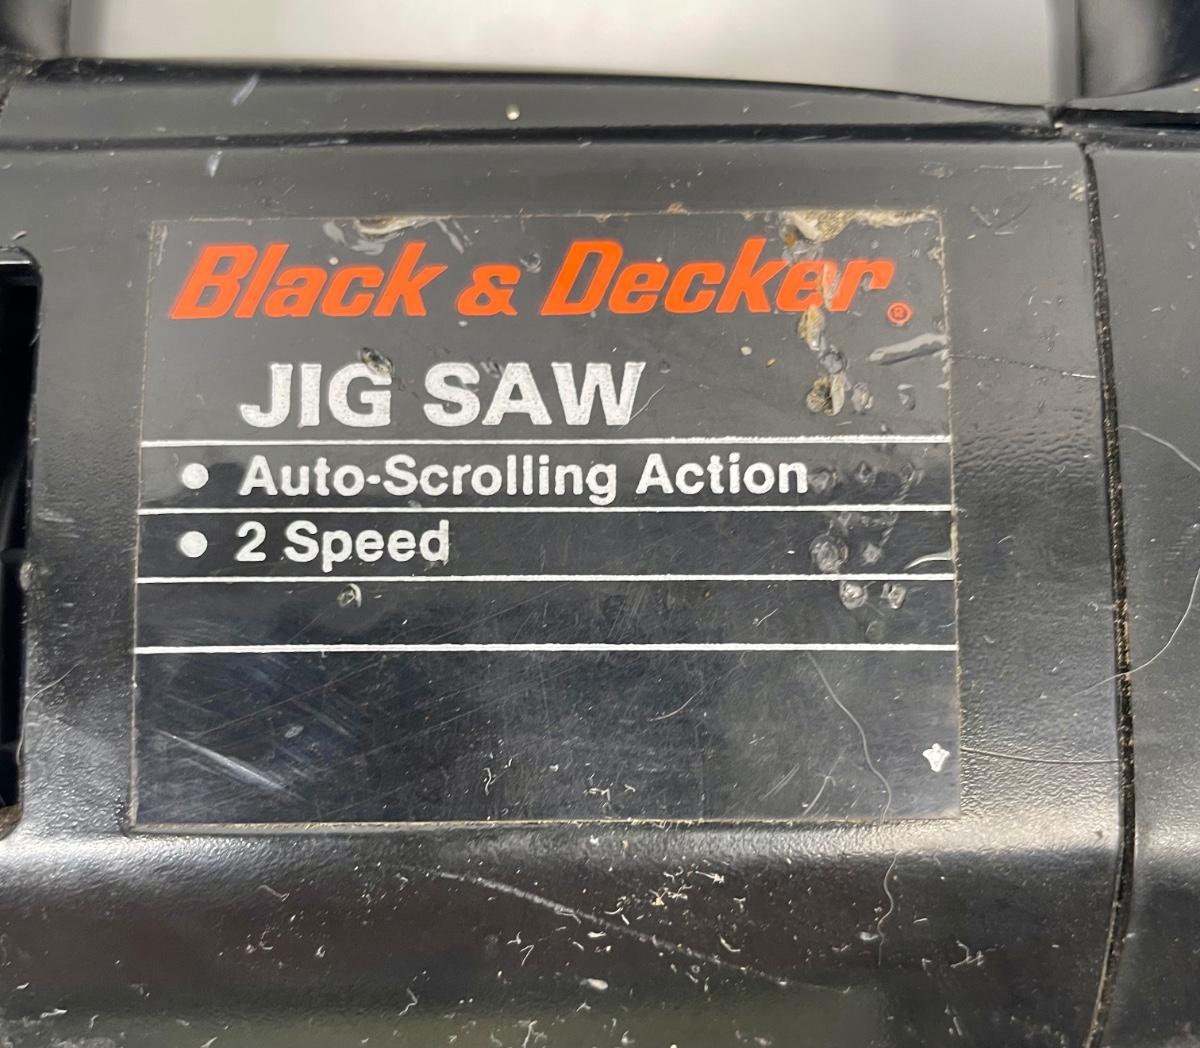 Black & Decker®
JIG SAW
• Auto-Scrolling Action
• 2 Speed